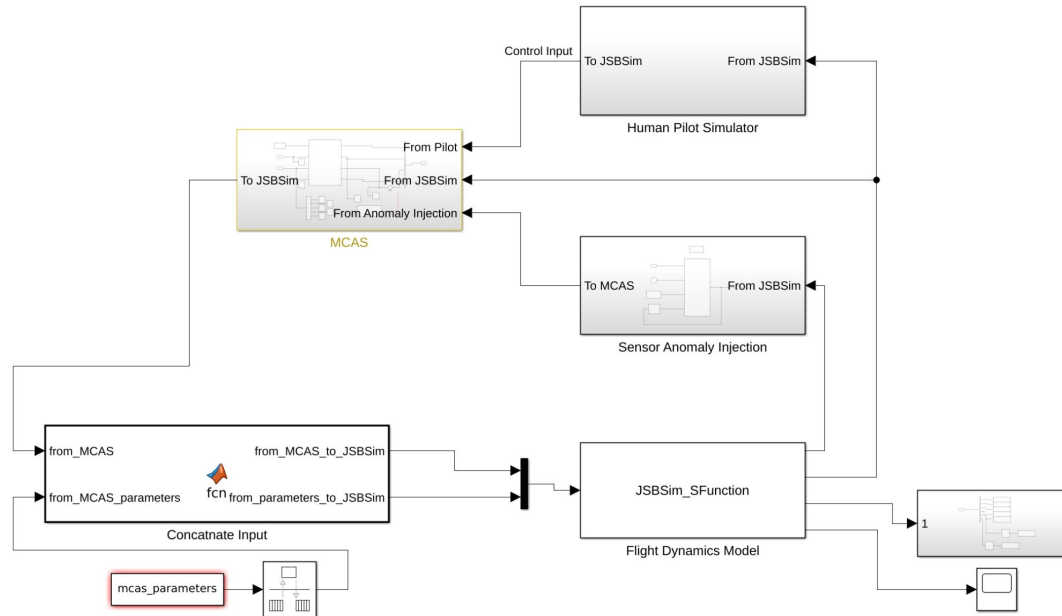 Control Input
To JSBSim
From JSBSim
Human Pilot Simulator
From Pilot
To JSBSim
From JSBSim
From Anomaly Injection
MCAS
To MCAS
From JSBSim
Sensor Anomaly Injection
from_MCAS
from_MCAS_to_JSBSim
fcn
from_MCAS_parameters
from_parameters_to_JSBSim
Concatnate Input
JSBSim_SFunction
Flight Dynamics Model
1
mcas_parameters